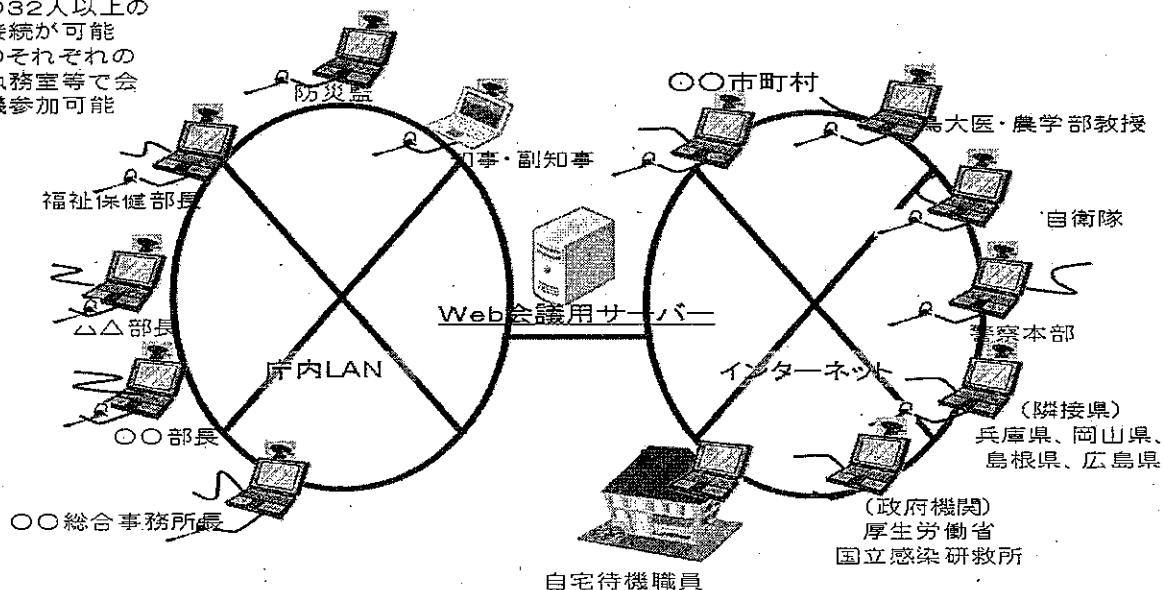 32人以上の
接続が可能
それぞれの
執務室等で会
議参加可能
防災監
知事・副知事
福祉保健部長
△△部長
○○部長
○○総合事務所長
庁内LAN
Web会議用サーバー
インターネット
○○市町村
鳥大医・農学部教授
自衛隊
警察本部
(隣接県)
兵庫県、岡山県、
島根県、広島県
(政府機関)
厚生労働省
国立感染研救所
自宅待機職員